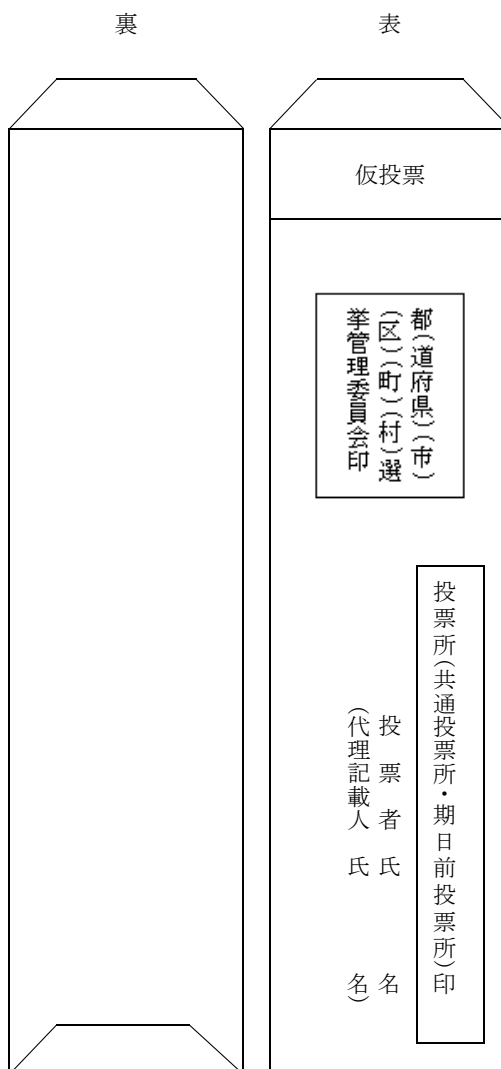 裏
表
仮投票
都(道府県)(市)
(区)(町)(村)選
挙管理委員会印
投票所(共通投票所・期日前投票所)印
投票者氏名
(代理記載人氏名)